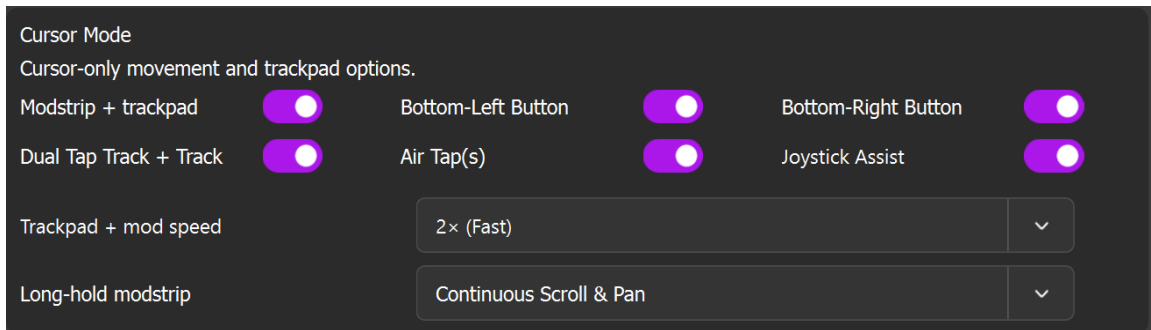 Cursor Mode
Cursor-only movement and trackpad options.
Modstrip + trackpad Bottom-Left Button Bottom-Right Button
Dual Tap Track + Track Air Tap(s) Joystick Assist
Trackpad + mod speed 2× (Fast)
Long-hold modstrip Continuous Scroll & Pan